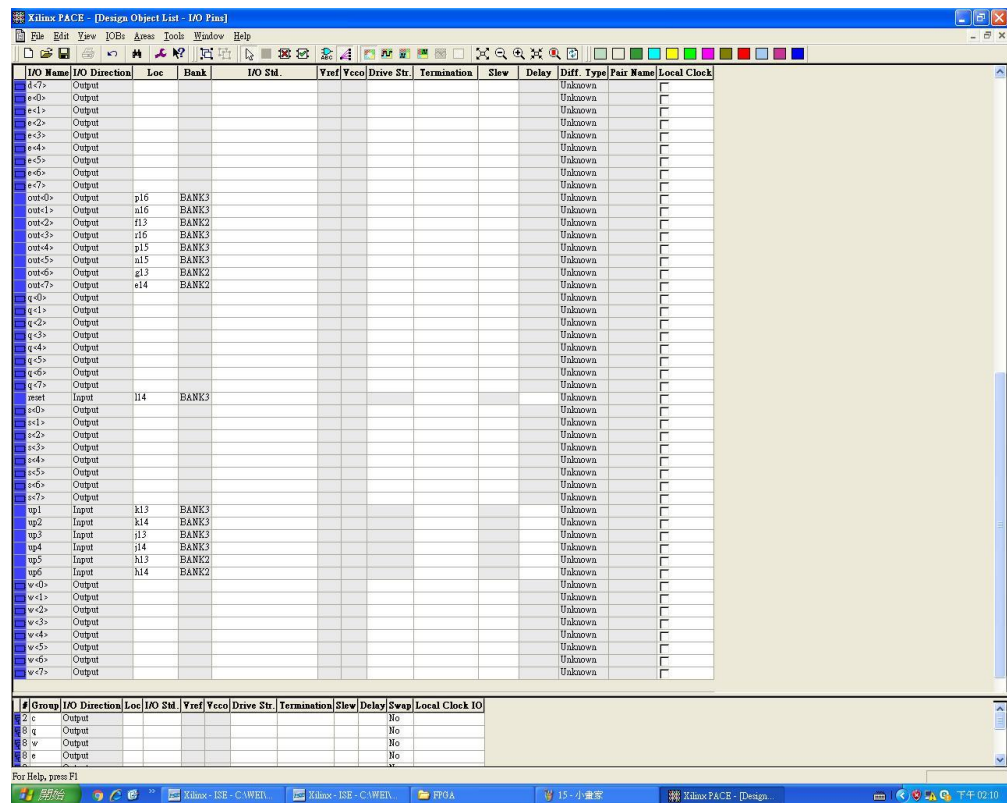 Xilinx PACE - [Design Object List - I/O Pins]
File Edit View IOBs Areas Tools Window Help
I/O Name I/O Direction Loc Bank I/O Std. Vref Vcco Drive Str. Termination Slew Delay Diff. Type Pair Name Local Clock
d<7> Output Unknown
e<0> Output Unknown
e<1> Output Unknown
e<2> Output Unknown
e<3> Output Unknown
e<4> Output Unknown
e<5> Output Unknown
e<6> Output Unknown
e<7> Output Unknown
out<0> Output p16 BANK3 Unknown
out<1> Output n16 BANK3 Unknown
out<2> Output f13 BANK2 Unknown
out<3> Output r16 BANK3 Unknown
out<4> Output p15 BANK3 Unknown
out<5> Output n15 BANK3 Unknown
out<6> Output g13 BANK2 Unknown
out<7> Output e14 BANK2 Unknown
q<0> Output Unknown
q<1> Output Unknown
q<2> Output Unknown
q<3> Output Unknown
q<4> Output Unknown
q<5> Output Unknown
q<6> Output Unknown
q<7> Output Unknown
reset Input l14 BANK3 Unknown
s<0> Output Unknown
s<1> Output Unknown
s<2> Output Unknown
s<3> Output Unknown
s<4> Output Unknown
s<5> Output Unknown
s<6> Output Unknown
s<7> Output Unknown
up1 Input k13 BANK3 Unknown
up2 Input k14 BANK3 Unknown
up3 Input j13 BANK3 Unknown
up4 Input j14 BANK3 Unknown
up5 Input h13 BANK2 Unknown
up6 Input h14 BANK2 Unknown
w<0> Output Unknown
w<1> Output Unknown
w<2> Output Unknown
w<3> Output Unknown
w<4> Output Unknown
w<5> Output Unknown
w<6> Output Unknown
w<7> Output Unknown
# Group I/O Direction Loc I/O Std. Vref Vcco Drive Str. Termination Slew Delay Swap Local Clock IO
2 c Output No
8 q Output No
8 w Output No
8 e Output No
For Help, press F1
開始 Xilinx - ISE - C:\WEI\... Xilinx - ISE - C:\WEI\... FPGA 15 - 小畫家 Xilinx PACE - [Design... 下午 02:10